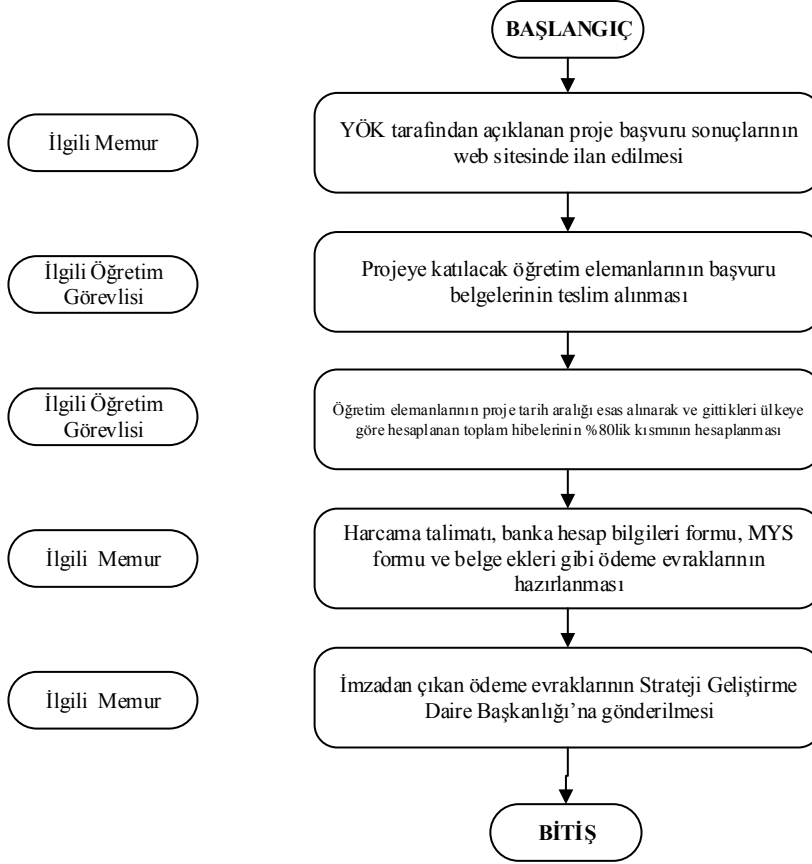 BAŞLANGIÇ
İlgili Memur
YÖK tarafından açıklanan proje başvuru sonuçlarının
web sitesinde ilan edilmesi
İlgili Öğretim
Görevlisi
Projeye katılacak öğretim elemanlarının başvuru
belgelerinin teslim alınması
İlgili Öğretim
Görevlisi
Öğretim elemanlarının proje tarih aralığı esas alınarak ve gittikleri ülkeye
göre hesaplanan toplam hibelerinin %80lik kısmının hesaplanması
İlgili Memur
Harcama talimatı, banka hesap bilgileri formu, MYS
formu ve belge ekleri gibi ödeme evraklarının
hazırlanması
İlgili Memur
İmzadan çıkan ödeme evraklarının Strateji Geliştirme
Daire Başkanlığı’na gönderilmesi
BİTİŞ